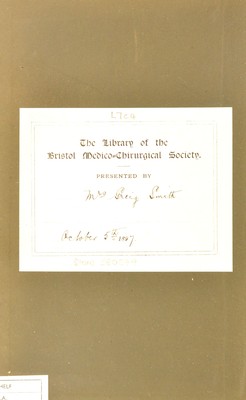 The Library of the
Bristol Medico-Chirurgical Society.
PRESENTED BY
Mrs Greig Smith
October 5th 1897